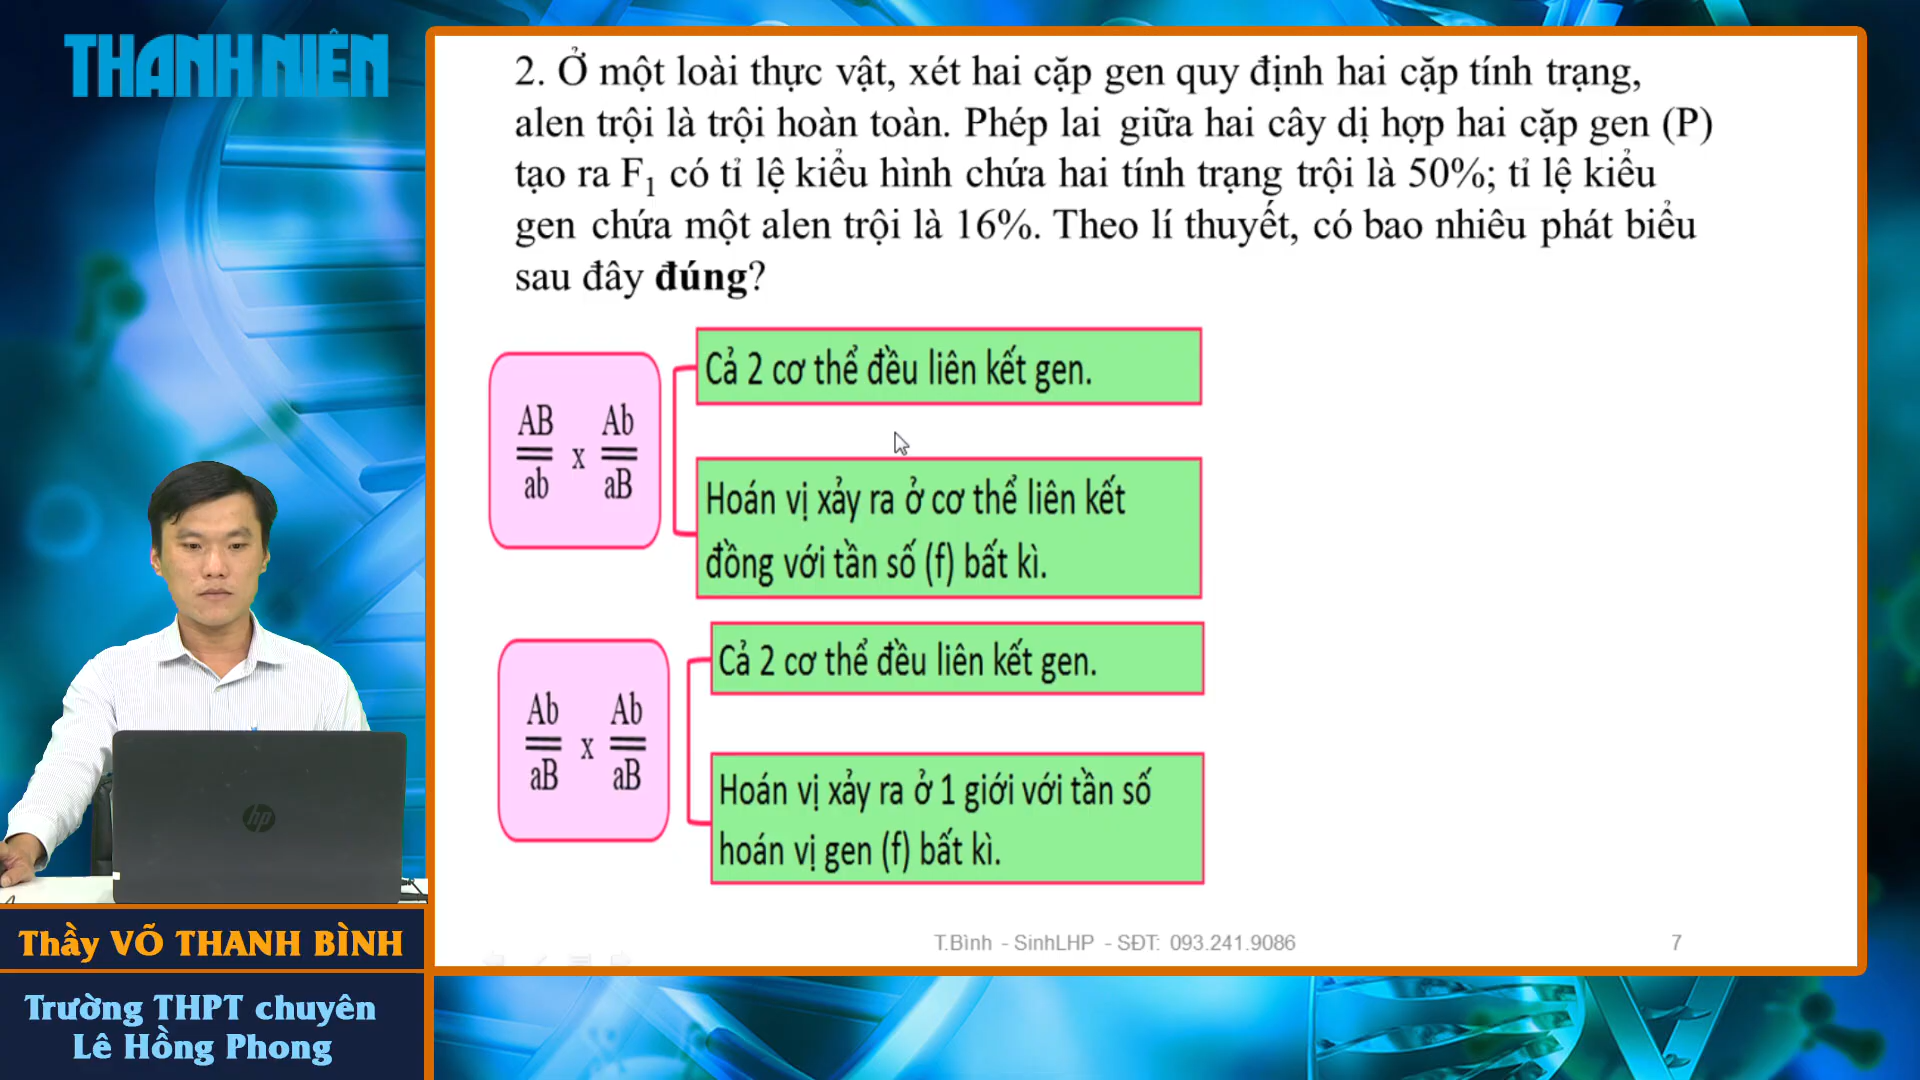 THANH NIÊN
2. Ở một loài thực vật, xét hai cặp gen quy định hai cặp tính trạng,
alen trội là trội hoàn toàn. Phép lai giữa hai cây dị hợp hai cặp gen (P)
tạo ra F1 có tỉ lệ kiểu hình chứa hai tính trạng trội là 50%; tỉ lệ kiểu
gen chứa một alen trội là 16%. Theo lí thuyết, có bao nhiêu phát biểu
sau đây đúng?
AB Ab
x
ab aB
Cả 2 cơ thể đều liên kết gen.
Hoán vị xảy ra ở cơ thể liên kết
đồng với tần số (f) bất kì.
Ab Ab
x
aB aB
Cả 2 cơ thể đều liên kết gen.
Hoán vị xảy ra ở 1 giới với tần số
hoán vị gen (f) bất kì.
T.Bình - SinhLHP - SĐT: 093.241.9086
7
hp
Thầy VÕ THANH BÌNH
Trường THPT chuyên
Lê Hồng Phong